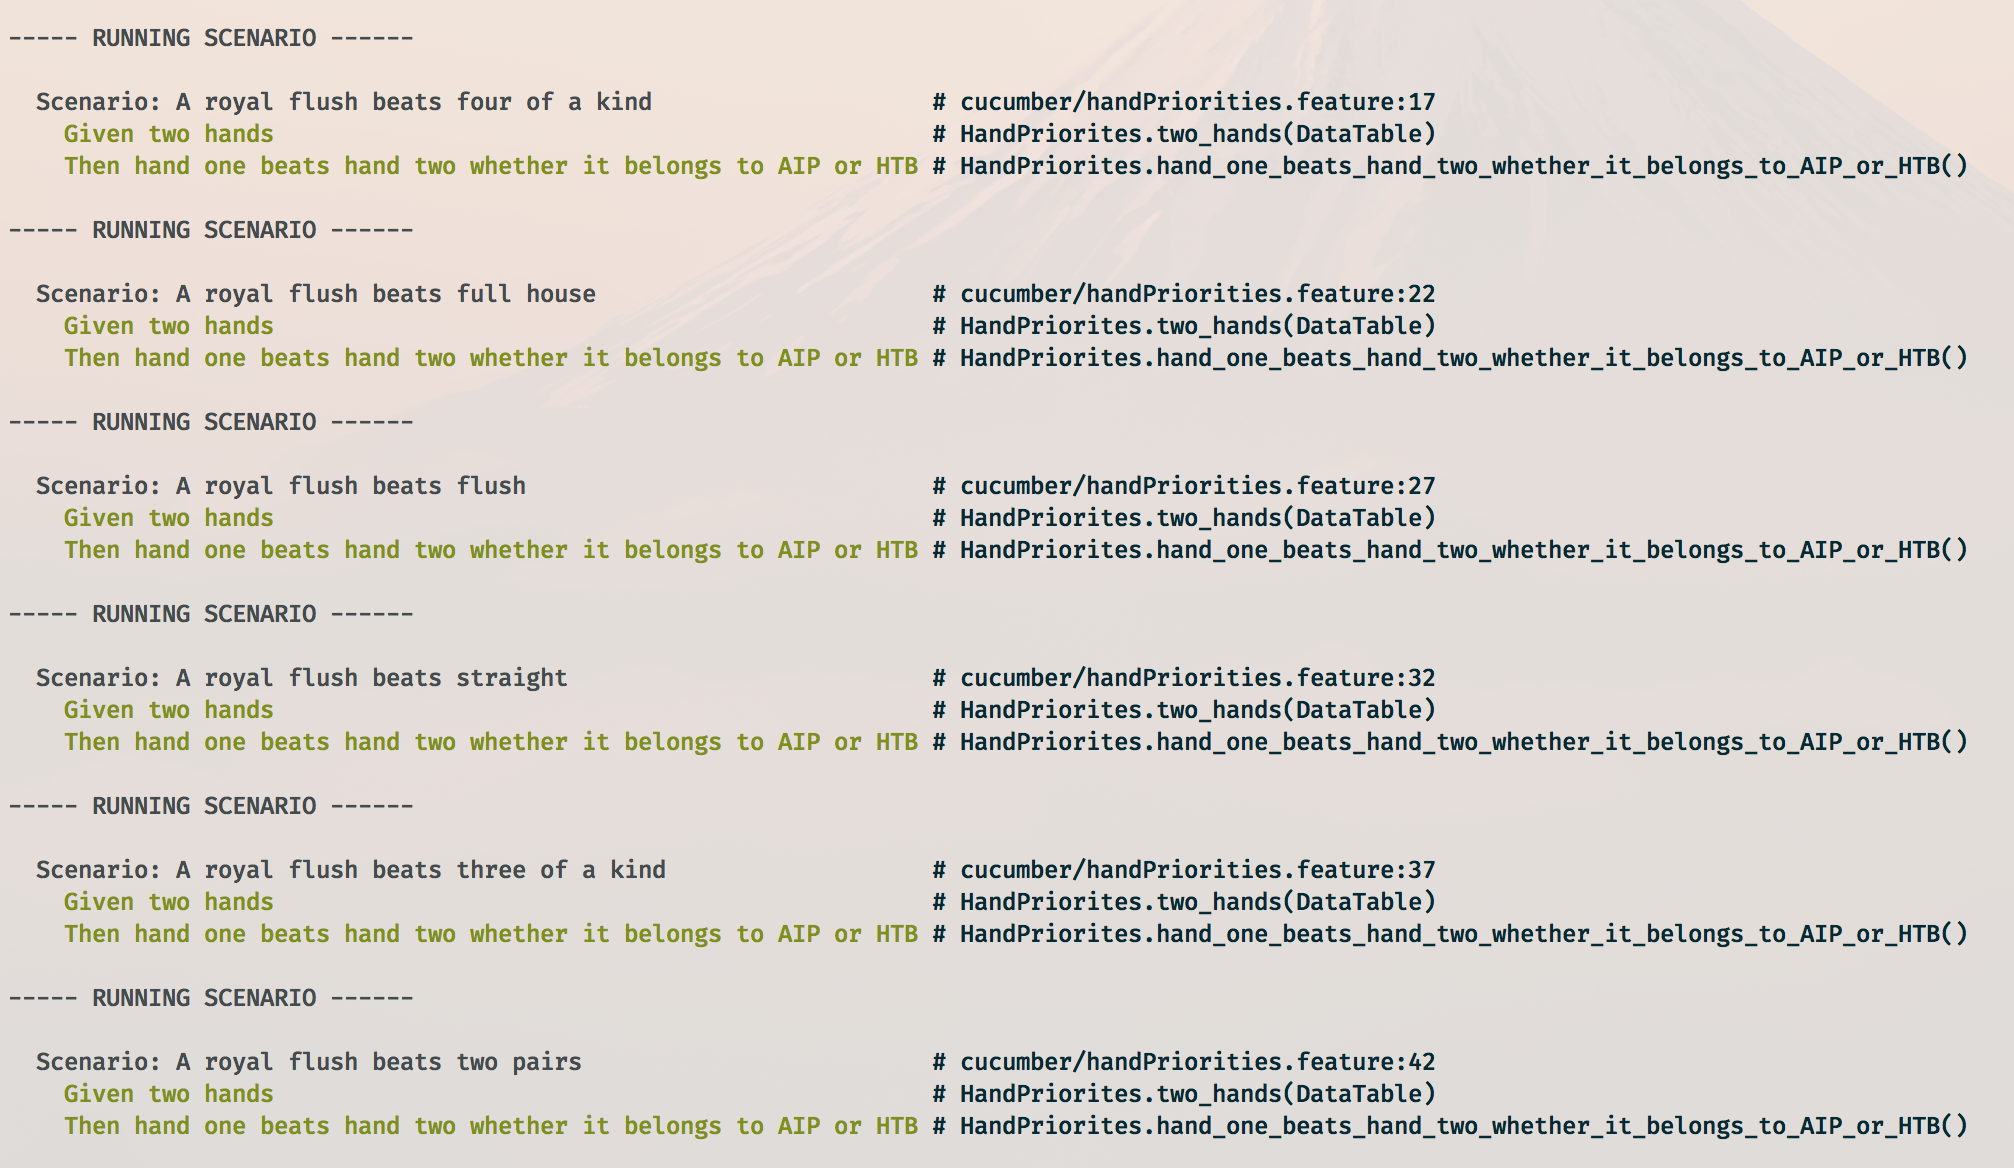 ----- RUNNING SCENARIO ------
Scenario: A royal flush beats four of a kind # cucumber/handPriorities.feature:17
Given two hands # HandPriorites.two_hands(DataTable)
Then hand one beats hand two whether it belongs to AIP or HTB # HandPriorites.hand_one_beats_hand_two_whether_it_belongs_to_AIP_or_HTB()
----- RUNNING SCENARIO ------
Scenario: A royal flush beats full house # cucumber/handPriorities.feature:22
Given two hands # HandPriorites.two_hands(DataTable)
Then hand one beats hand two whether it belongs to AIP or HTB # HandPriorites.hand_one_beats_hand_two_whether_it_belongs_to_AIP_or_HTB()
----- RUNNING SCENARIO ------
Scenario: A royal flush beats flush # cucumber/handPriorities.feature:27
Given two hands # HandPriorites.two_hands(DataTable)
Then hand one beats hand two whether it belongs to AIP or HTB # HandPriorites.hand_one_beats_hand_two_whether_it_belongs_to_AIP_or_HTB()
----- RUNNING SCENARIO ------
Scenario: A royal flush beats straight # cucumber/handPriorities.feature:32
Given two hands # HandPriorites.two_hands(DataTable)
Then hand one beats hand two whether it belongs to AIP or HTB # HandPriorites.hand_one_beats_hand_two_whether_it_belongs_to_AIP_or_HTB()
----- RUNNING SCENARIO ------
Scenario: A royal flush beats three of a kind # cucumber/handPriorities.feature:37
Given two hands # HandPriorites.two_hands(DataTable)
Then hand one beats hand two whether it belongs to AIP or HTB # HandPriorites.hand_one_beats_hand_two_whether_it_belongs_to_AIP_or_HTB()
----- RUNNING SCENARIO ------
Scenario: A royal flush beats two pairs # cucumber/handPriorities.feature:42
Given two hands # HandPriorites.two_hands(DataTable)
Then hand one beats hand two whether it belongs to AIP or HTB # HandPriorites.hand_one_beats_hand_two_whether_it_belongs_to_AIP_or_HTB()